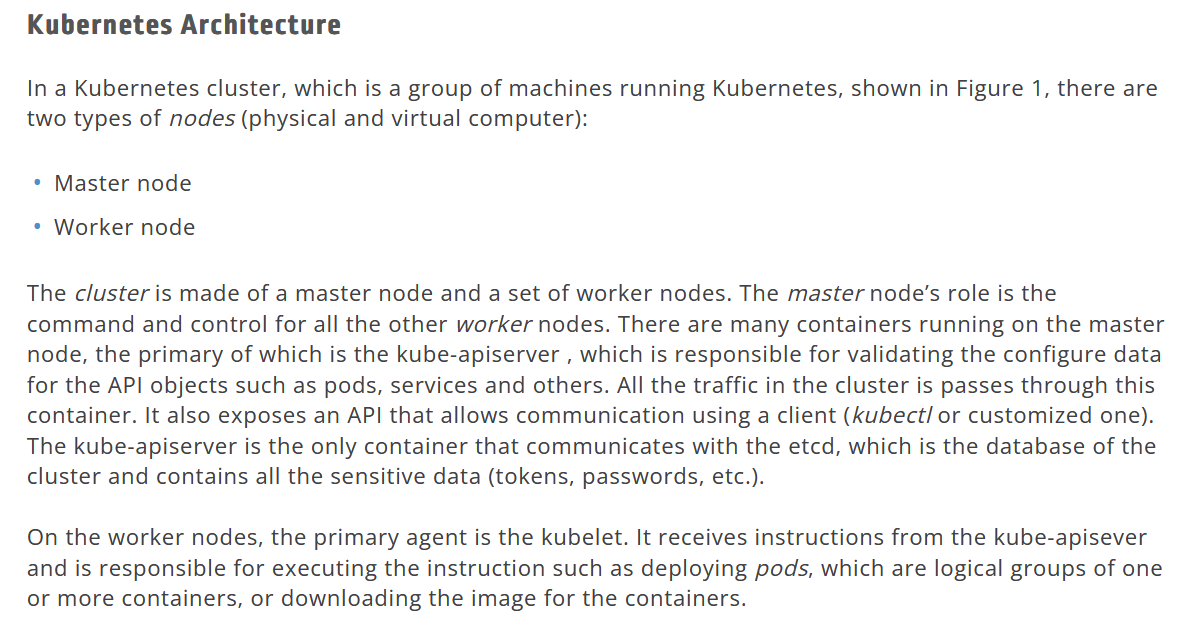 Kubernetes Architecture
In a Kubernetes cluster, which is a group of machines running Kubernetes, shown in Figure 1, there are
two types of nodes (physical and virtual computer):
• Master node
• Worker node
The cluster is made of a master node and a set of worker nodes. The master node’s role is the
command and control for all the other worker nodes. There are many containers running on the master
node, the primary of which is the kube-apiserver , which is responsible for validating the configure data
for the API objects such as pods, services and others. All the traffic in the cluster is passes through this
container. It also exposes an API that allows communication using a client (kubectl or customized one).
The kube-apiserver is the only container that communicates with the etcd, which is the database of the
cluster and contains all the sensitive data (tokens, passwords, etc.).
On the worker nodes, the primary agent is the kubelet. It receives instructions from the kube-apisever
and is responsible for executing the instruction such as deploying pods, which are logical groups of one
or more containers, or downloading the image for the containers.